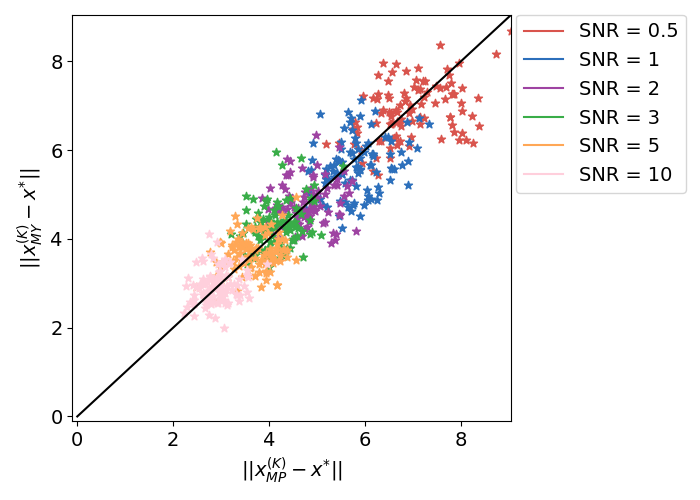 SNR = 0.5
SNR = 1
SNR = 2
SNR = 3
SNR = 5
SNR = 10
8
6
4
2
0
||x_{MY}^{(K)} − x^*||
0 2 4 6 8
||x_{MP}^{(K)} − x^*||